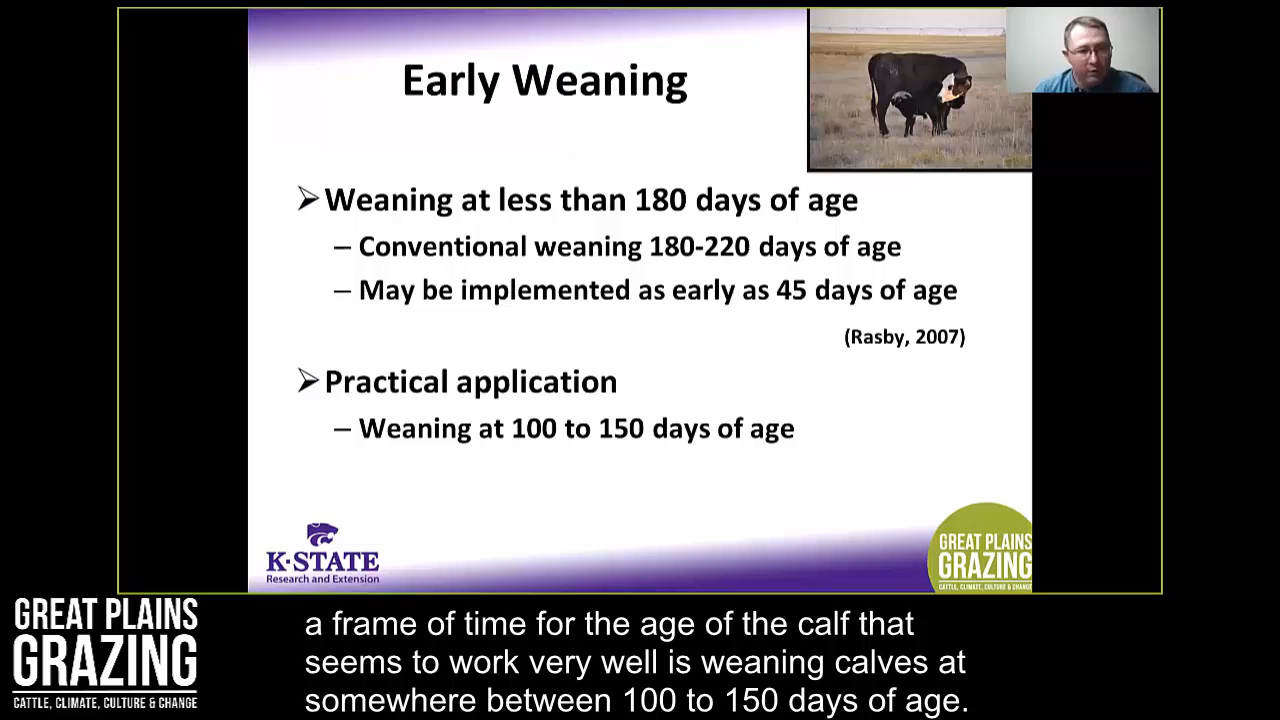 Early Weaning
➢Weaning at less than 180 days of age
– Conventional weaning 180-220 days of age
– May be implemented as early as 45 days of age
(Rasby, 2007)
➢Practical application
– Weaning at 100 to 150 days of age
K·STATE
Research and Extension
GREAT PLAINS
GRAZING
CATTLE, CLIMATE, CULTURE & CHANGE
GREAT PLAINS
GRAZING
CATTLE, CLIMATE, CULTURE & CHANGE
a frame of time for the age of the calf that
seems to work very well is weaning calves at
somewhere between 100 to 150 days of age.